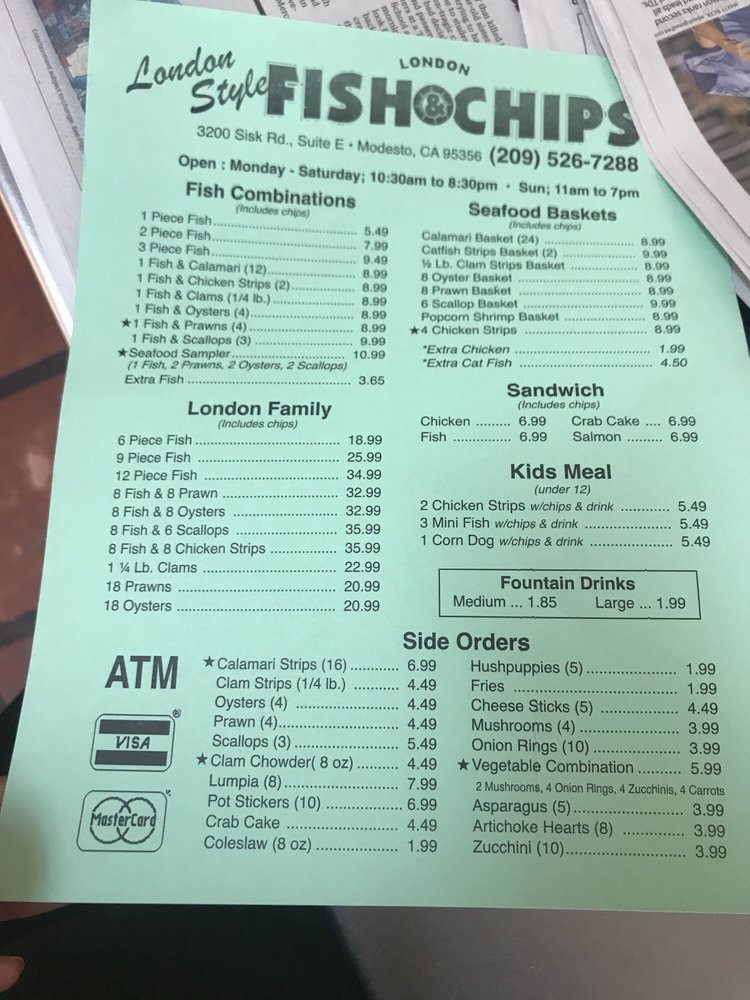 London
Style
LONDON
FISH & CHIPS
3200 Sisk Rd., Suite E • Modesto, CA 95356 (209) 526-7288
Open : Monday - Saturday; 10:30am to 8:30pm • Sun; 11am to 7pm
Fish Combinations
(Includes chips)
1 Piece Fish .......... 5.49
2 Piece Fish .......... 7.99
3 Piece Fish .......... 9.49
1 Fish & Calamari (12) .......... 8.99
1 Fish & Chicken Strips (2) .......... 8.99
1 Fish & Clams (1/4 lb.) .......... 8.99
1 Fish & Oysters (4) .......... 8.99
★1 Fish & Prawns (4) .......... 8.99
1 Fish & Scallops (3) .......... 9.99
★Seafood Sampler .......... 10.99
(1 Fish, 2 Prawns, 2 Oysters, 2 Scallops)
Extra Fish .......... 3.65
London Family
(Includes chips)
6 Piece Fish .......... 18.99
9 Piece Fish .......... 25.99
12 Piece Fish .......... 34.99
8 Fish & 8 Prawn .......... 32.99
8 Fish & 8 Oysters .......... 32.99
8 Fish & 6 Scallops .......... 35.99
8 Fish & 8 Chicken Strips .......... 35.99
1 ¼ Lb. Clams .......... 22.99
18 Prawns .......... 20.99
18 Oysters .......... 20.99
Seafood Baskets
(Includes chips)
Calamari Basket (24) .......... 8.99
Catfish Strips Basket (2) .......... 9.99
½ Lb. Clam Strips Basket .......... 8.99
8 Oyster Basket .......... 8.99
8 Prawn Basket .......... 8.99
6 Scallop Basket .......... 9.99
Popcorn Shrimp Basket .......... 8.99
★4 Chicken Strips .......... 8.99
*Extra Chicken .......... 1.99
*Extra Cat Fish .......... 4.50
Sandwich
(Includes chips)
Chicken ......... 6.99 Crab Cake .... 6.99
Fish .............. 6.99 Salmon ......... 6.99
Kids Meal
(under 12)
2 Chicken Strips w/chips & drink .......... 5.49
3 Mini Fish w/chips & drink .......... 5.49
1 Corn Dog w/chips & drink .......... 5.49
Fountain Drinks
Medium ... 1.85 Large ... 1.99
Side Orders
★Calamari Strips (16) .......... 6.99
Clam Strips (1/4 lb.) .......... 4.49
Oysters (4) .......... 4.49
Prawn (4) .......... 4.49
Scallops (3) .......... 5.49
★Clam Chowder( 8 oz) .......... 4.49
Lumpia (8) .......... 7.99
Pot Stickers (10) .......... 6.99
Crab Cake .......... 4.49
Coleslaw (8 oz) .......... 1.99
Hushpuppies (5) .......... 1.99
Fries .......... 1.99
Cheese Sticks (5) .......... 4.49
Mushrooms (4) .......... 3.99
Onion Rings (10) .......... 3.99
★Vegetable Combination .......... 5.99
2 Mushrooms, 4 Onion Rings, 4 Zucchinis, 4 Carrots
Asparagus (5) .......... 3.99
Artichoke Hearts (8) .......... 3.99
Zucchini (10) .......... 3.99
ATM
VISA
MasterCard